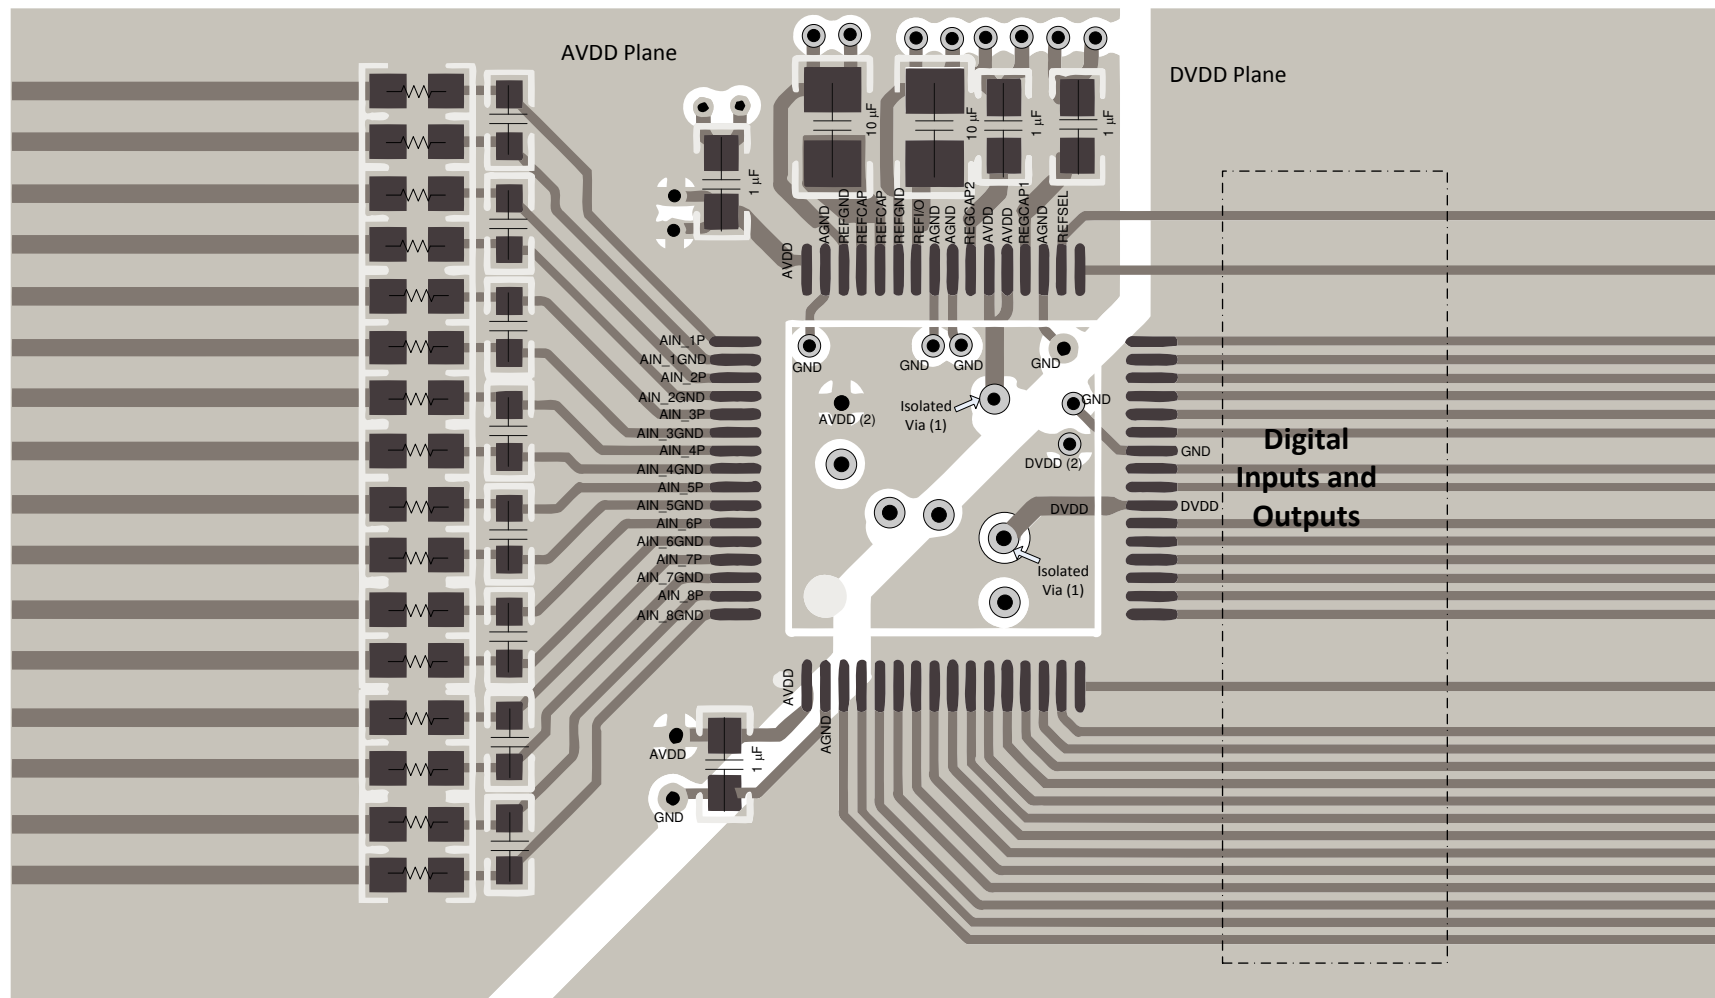 AVDD Plane
DVDD Plane
10 µF
10 µF
1 µF
1 µF
1 µF
AVDD
AGND
REFGND
REFCAP
REFCAP
REFGND
REFI/O
AGND
AGND
REGCAP2
AVDD
AVDD
REGCAP1
AGND
REFSEL
AIN_1P
AIN_1GND
AIN_2P
AIN_2GND
AIN_3P
AIN_3GND
AIN_4P
AIN_4GND
AIN_5P
AIN_5GND
AIN_6P
AIN_6GND
AIN_7P
AIN_7GND
AIN_8P
AIN_8GND
GND
GND
GND
GND
AVDD (2)
Isolated
Via (1)
GND
DVDD (2)
GND
DVDD
DVDD
Isolated
Via (1)
Digital
Inputs and
Outputs
AVDD
AGND
AVDD
1 µF
GND